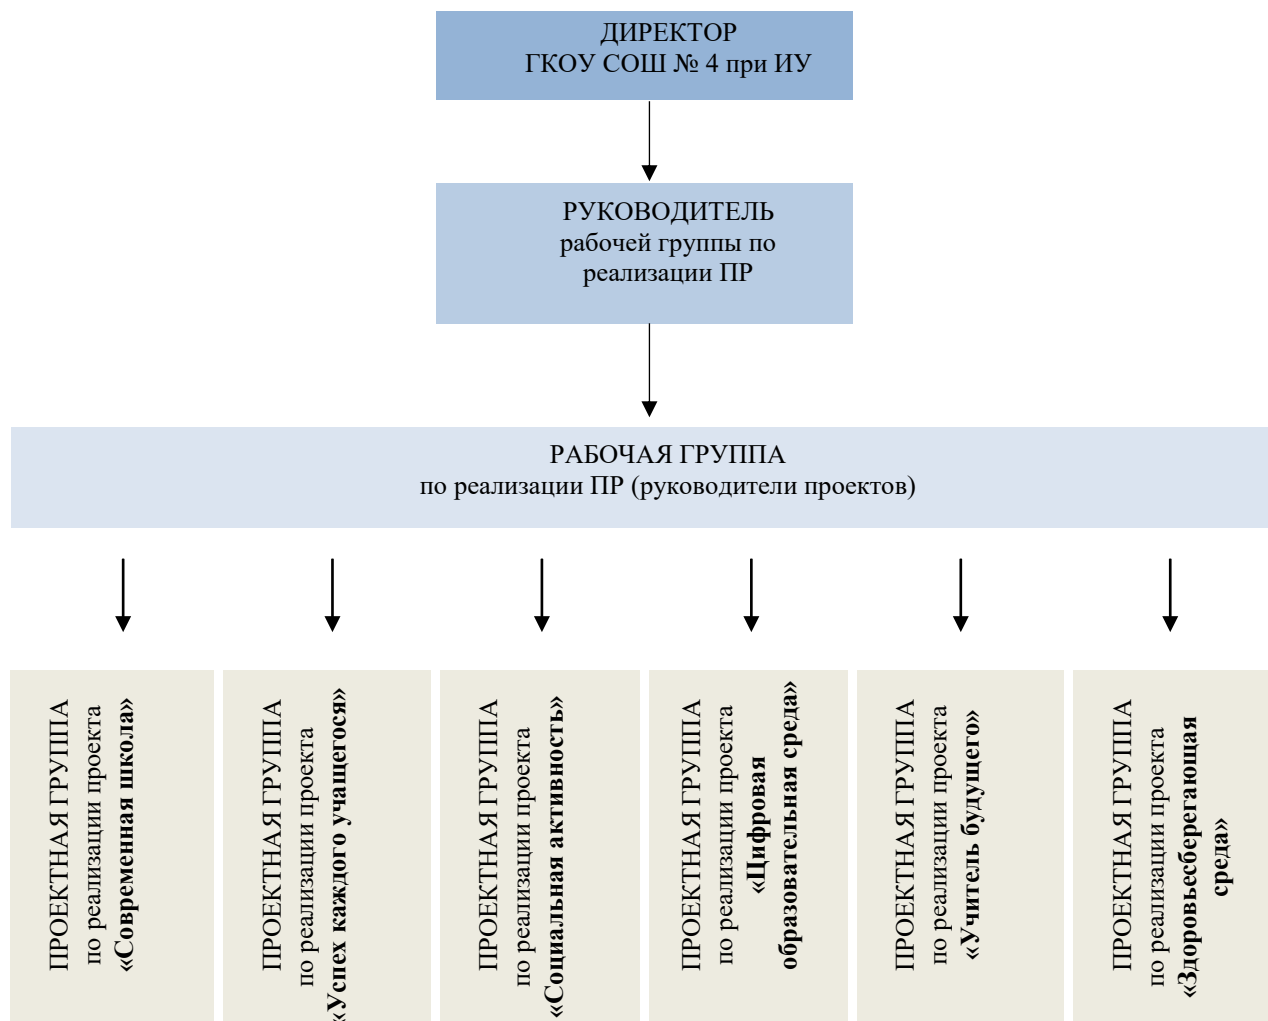 ДИРЕКТОР
ГКОУ СОШ № 4 при ИУ
РУКОВОДИТЕЛЬ
рабочей группы по
реализации ПР
РАБОЧАЯ ГРУППА
по реализации ПР (руководители проектов)
ПРОЕКТНАЯ ГРУППА
по реализации проекта
«Современная школа»
ПРОЕКТНАЯ ГРУППА
по реализации проекта
«Успех каждого учащегося»
ПРОЕКТНАЯ ГРУППА
по реализации проекта
«Социальная активность»
ПРОЕКТНАЯ ГРУППА
по реализации проекта
«Цифровая
образовательная среда»
ПРОЕКТНАЯ ГРУППА
по реализации проекта
«Учитель будущего»
ПРОЕКТНАЯ ГРУППА
по реализации проекта
«Здоровьесберегающая
среда»